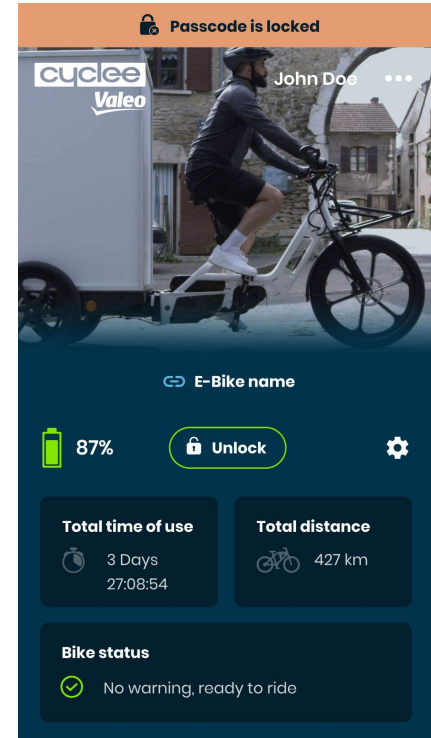 Passcode is locked
cyclee
Valeo
John Doe
E-Bike name
87%
Unlock
Total time of use
3 Days
27:08:54
Total distance
427 km
Bike status
No warning, ready to ride